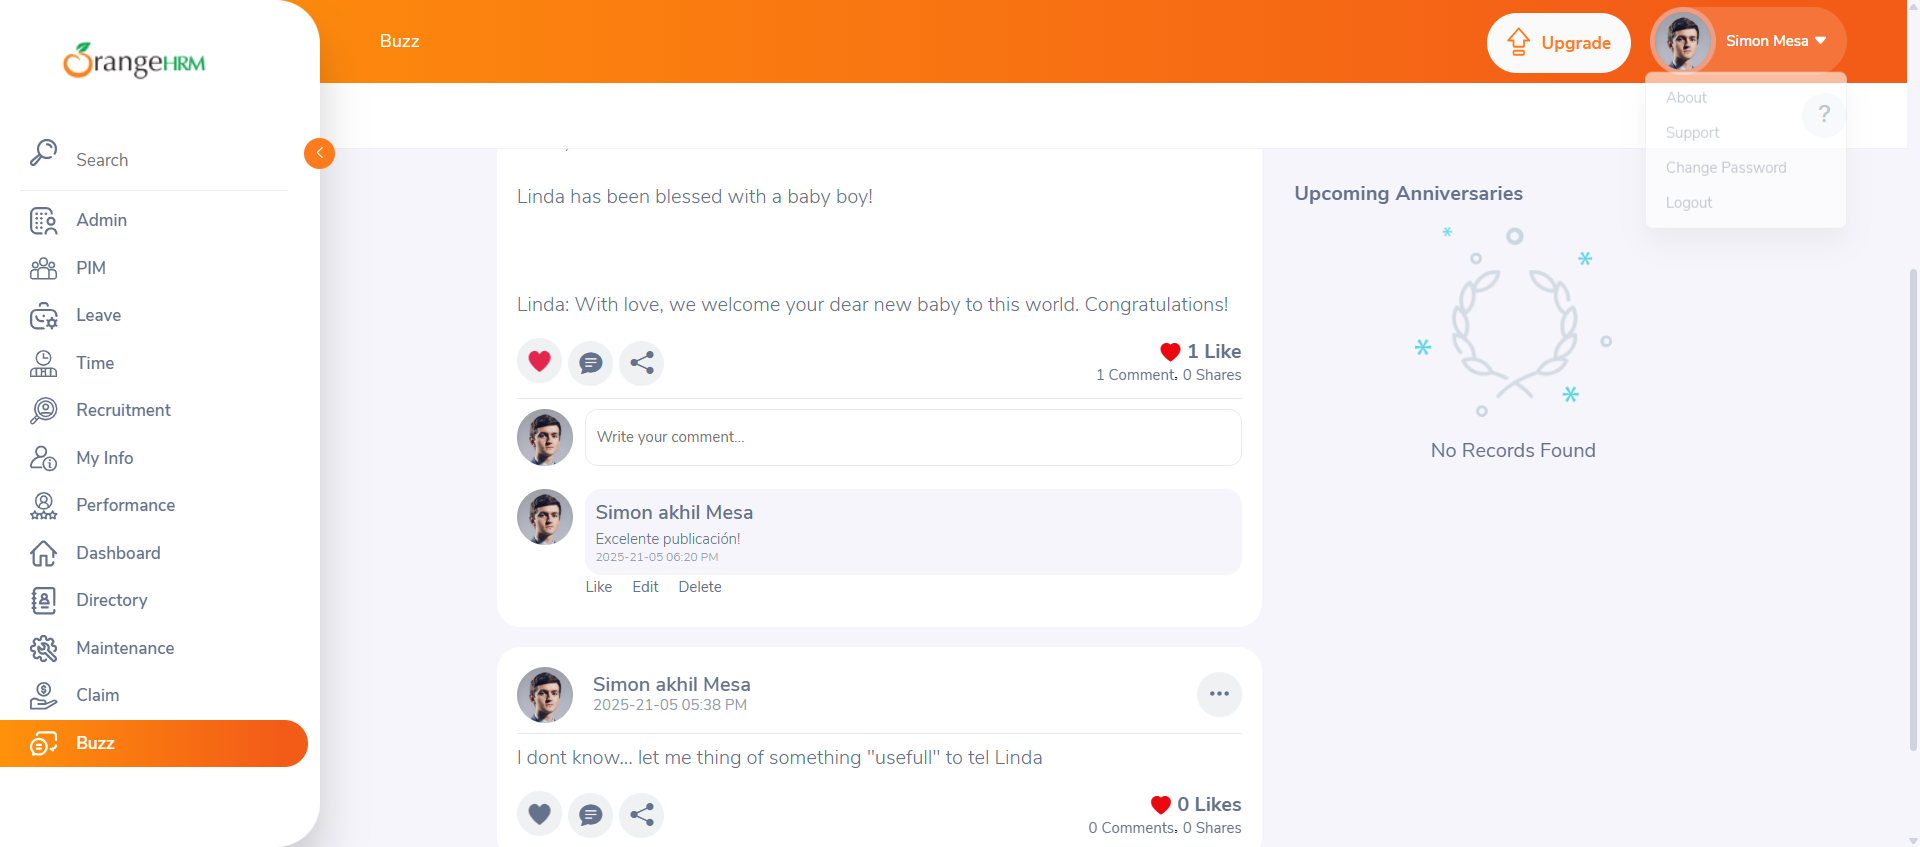 OrangeHRM
Buzz
Upgrade
Simon Mesa
About
Support
Change Password
Logout
?
Search
Admin
PIM
Leave
Time
Recruitment
My Info
Performance
Dashboard
Directory
Maintenance
Claim
Buzz
Linda has been blessed with a baby boy!
Linda: With love, we welcome your dear new baby to this world. Congratulations!
1 Like
1 Comment, 0 Shares
Write your comment...
Simon akhil Mesa
Excelente publicación!
2025-21-05 06:20 PM
Like Edit Delete
Simon akhil Mesa
2025-21-05 05:38 PM
I dont know... let me thing of something "usefull" to tel Linda
0 Likes
0 Comments, 0 Shares
Upcoming Anniversaries
No Records Found